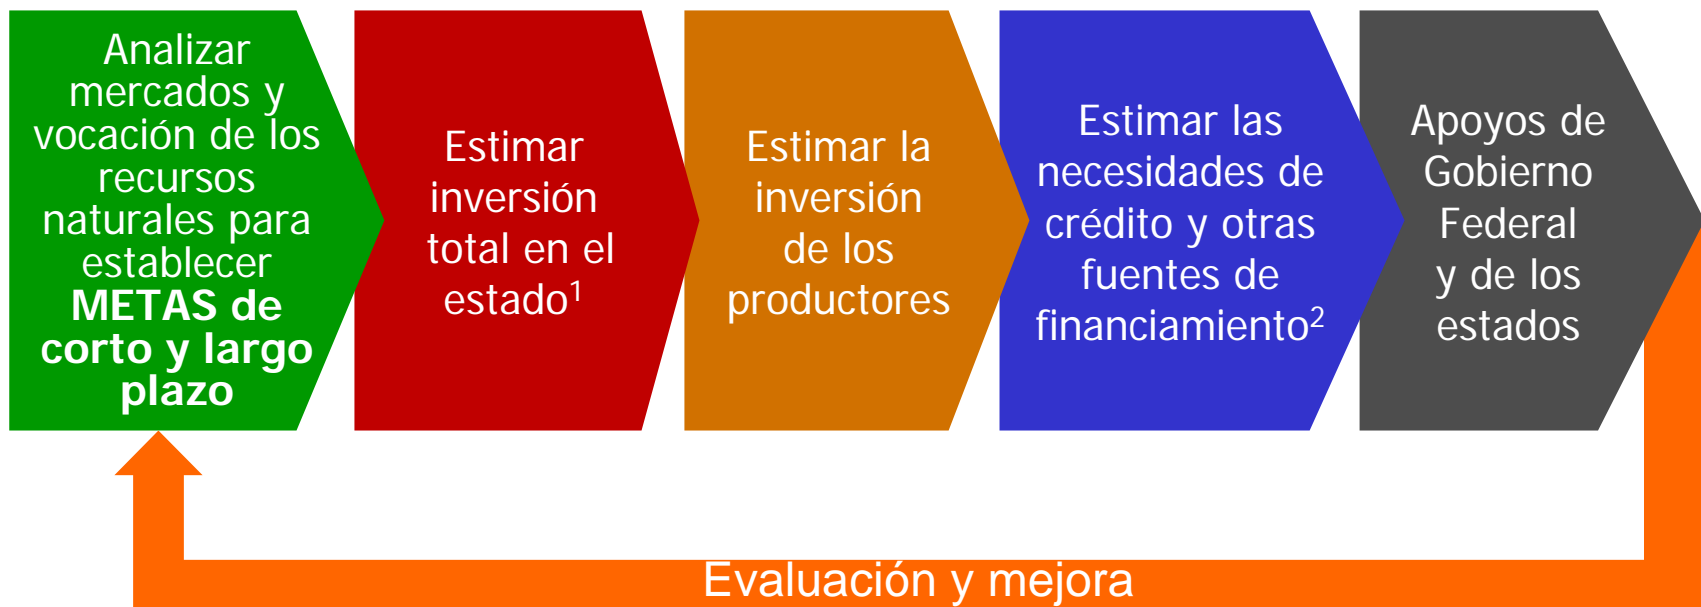 Analizar
mercados y
vocación de los
recursos
naturales para
establecer
METAS de
corto y largo
plazo
Estimar
inversión
total en el
estado1
Estimar la
inversión
de los
productores
Estimar las
necesidades de
crédito y otras
fuentes de
financiamiento2
Apoyos de
Gobierno
Federal
y de los
estados
Evaluación y mejora